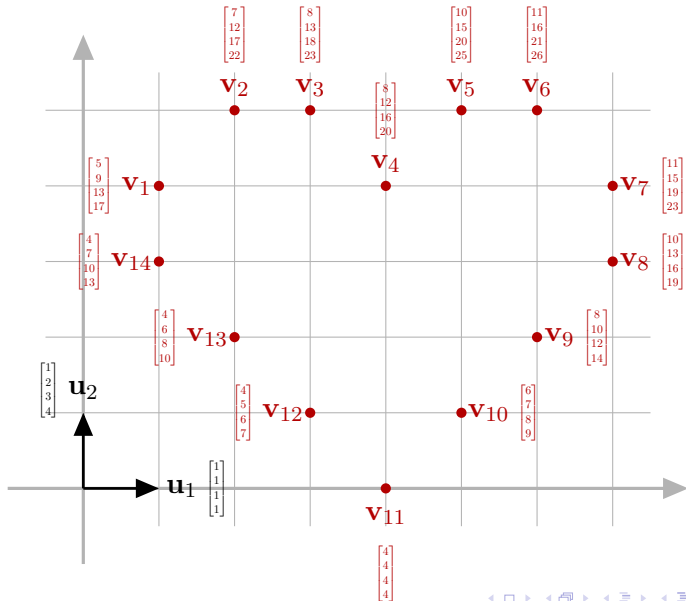 [7 12 17 22]
[8 13 18 23]
[10 15 20 25]
[11 16 21 26]
v2
v3
[8 12 16 20]
v5
v6
v4
[5 9 13 17] v1
v7 [11 15 19 23]
[4 7 10 13] v14
v8 [10 13 16 19]
[4 6 8 10] v13
v9 [8 10 12 14]
[1 2 3 4] u2
[4 5 6 7] v12
v10 [6 7 8 9]
u1 [1 1 1 1]
v11
[4 4 4 4]